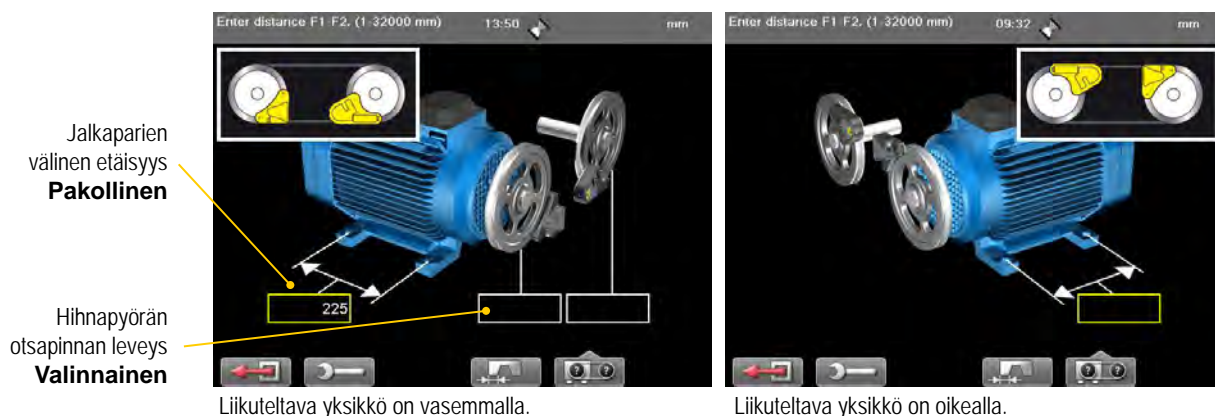 Enter distance F1-F2. (1-32000 mm) 13:50 mm
Jalkaparien
välinen etäisyys
Pakollinen
225
Hihnapyörän
otsapinnan leveys
Valinnainen
? ?
Liikuteltava yksikkö on vasemmalla.
Enter distance F1-F2. (1-32000 mm) 09:32 mm
? ?
Liikuteltava yksikkö on oikealla.